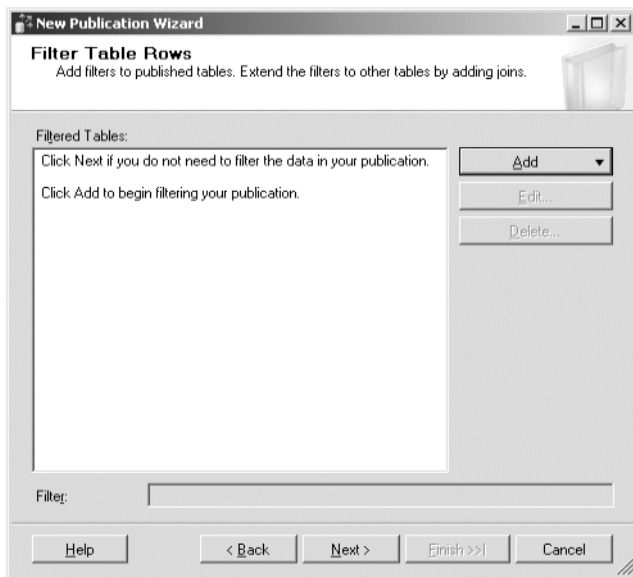 New Publication Wizard
Filter Table Rows
Add filters to published tables. Extend the filters to other tables by adding joins.
Filtered Tables:
Click Next if you do not need to filter the data in your publication.
Click Add to begin filtering your publication.
Add
Edit...
Delete...
Filter:
Help
< Back
Next >
Finish >>|
Cancel